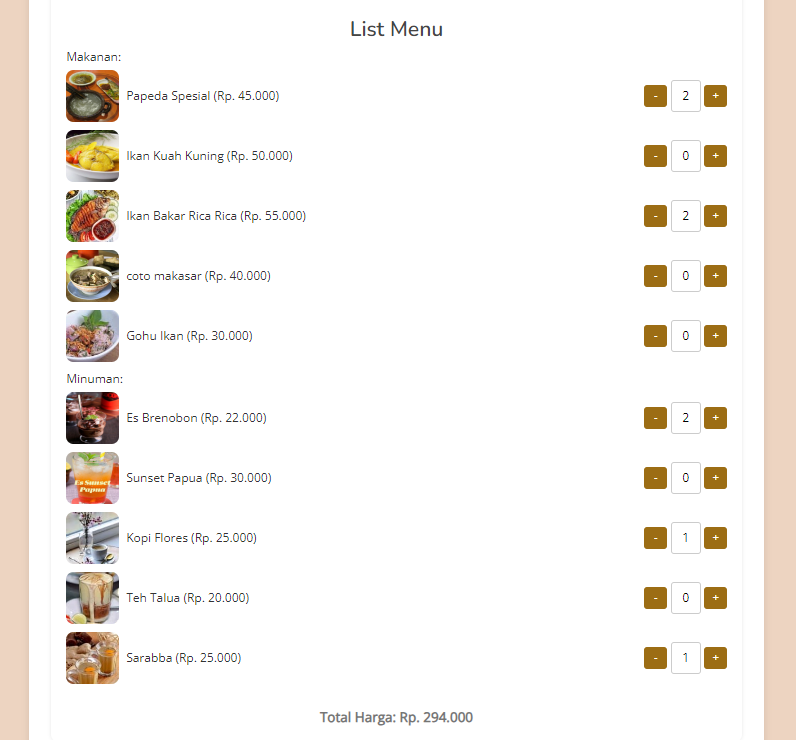 List Menu
Makanan:
Papeda Spesial (Rp. 45.000) - 2 +
Ikan Kuah Kuning (Rp. 50.000) - 0 +
Ikan Bakar Rica Rica (Rp. 55.000) - 2 +
coto makasar (Rp. 40.000) - 0 +
Gohu Ikan (Rp. 30.000) - 0 +
Minuman:
Es Brenobon (Rp. 22.000) - 2 +
Es Sunset
Papua
Sunset Papua (Rp. 30.000) - 0 +
Kopi Flores (Rp. 25.000) - 1 +
Teh Talua (Rp. 20.000) - 0 +
Sarabba (Rp. 25.000) - 1 +
Total Harga: Rp. 294.000